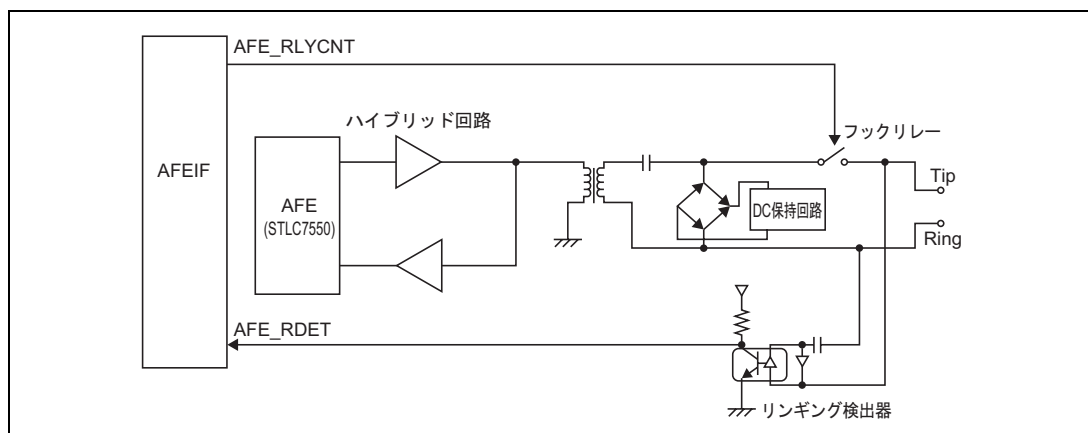 AFE_RLYCNT
ハイブリッド回路
フックリレー
AFEIF
AFE
(STLC7550)
DC保持回路
Tip
Ring
AFE_RDET
リンギング検出器